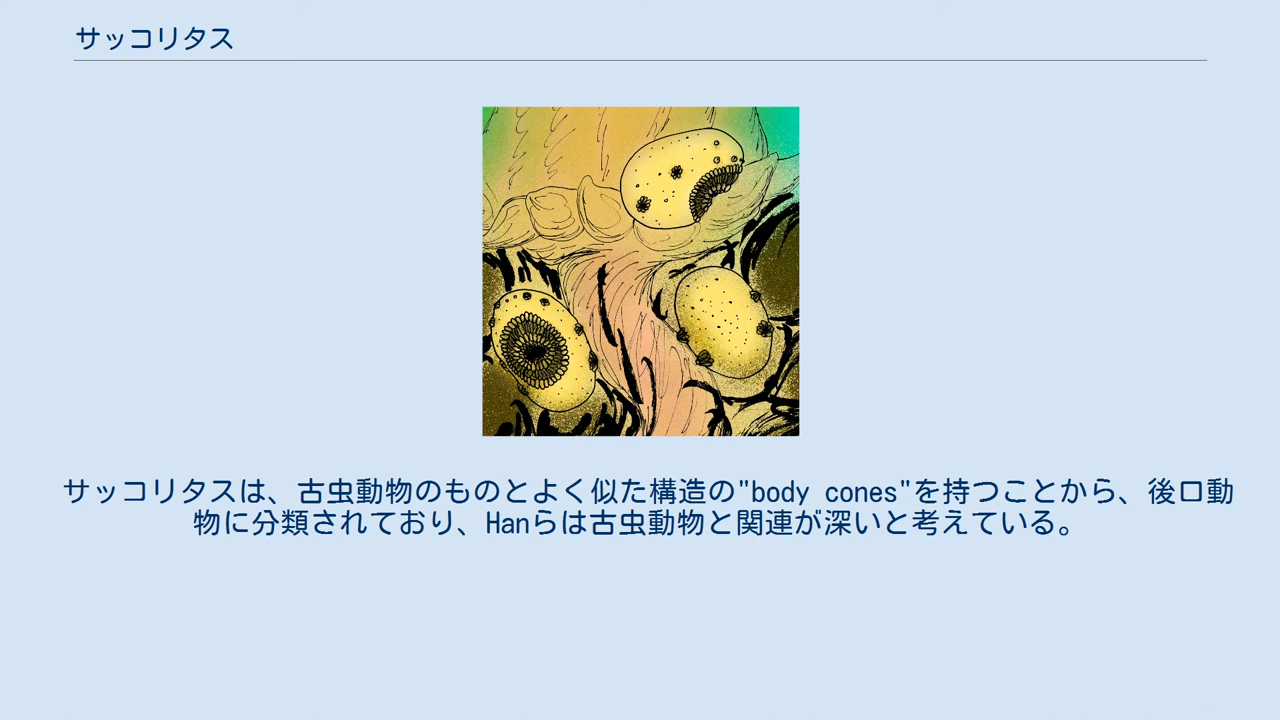 サッコリタス
サッコリタスは、古虫動物のものとよく似た構造の"body cones"を持つことから、後口動
物に分類されており、Hanらは古虫動物と関連が深いと考えている。